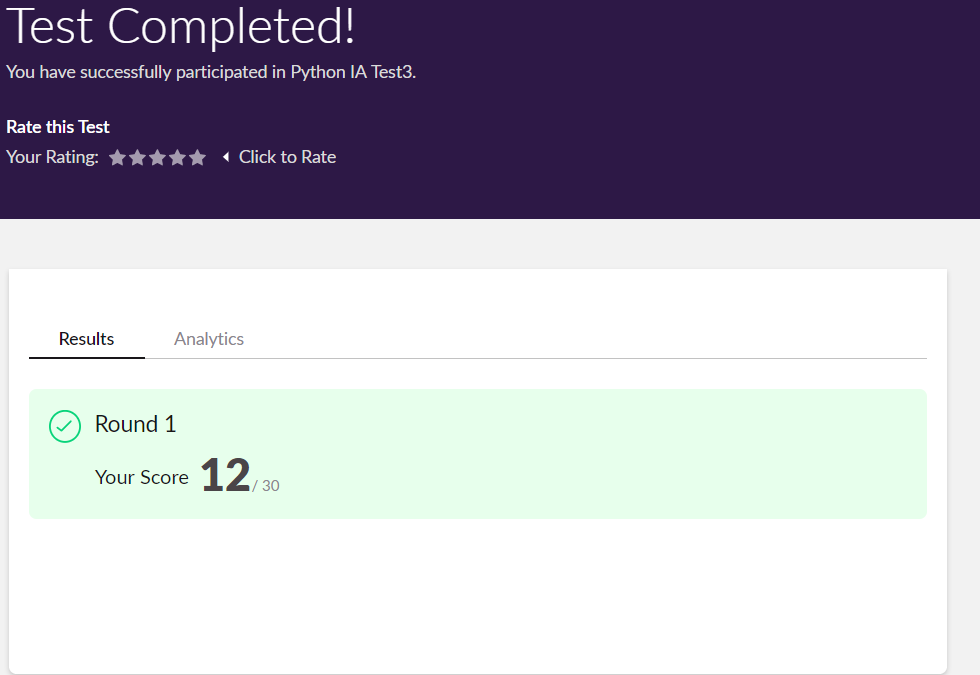 Test Completed!
You have successfully participated in Python IA Test3.
Rate this Test
Your Rating: Click to Rate
Results Analytics
Round 1
Your Score 12 / 30